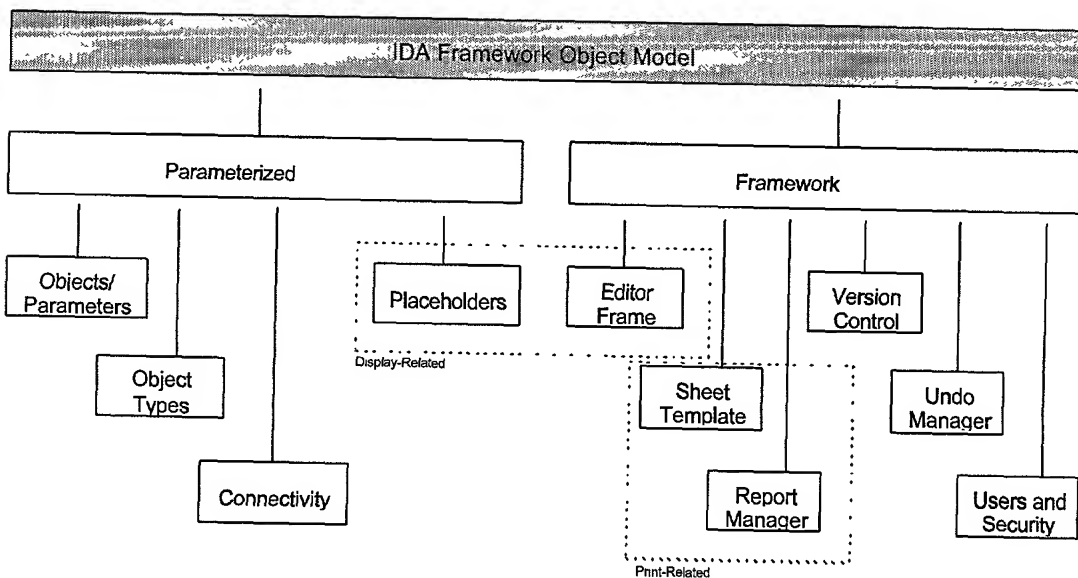 IDA Framework Object Model
Parameterized
Framework
Objects/
Parameters
Placeholders
Editor
Frame
Version
Control
Display-Related
Object
Types
Sheet
Template
Undo
Manager
Connectivity
Report
Manager
Users and
Security
Print-Related